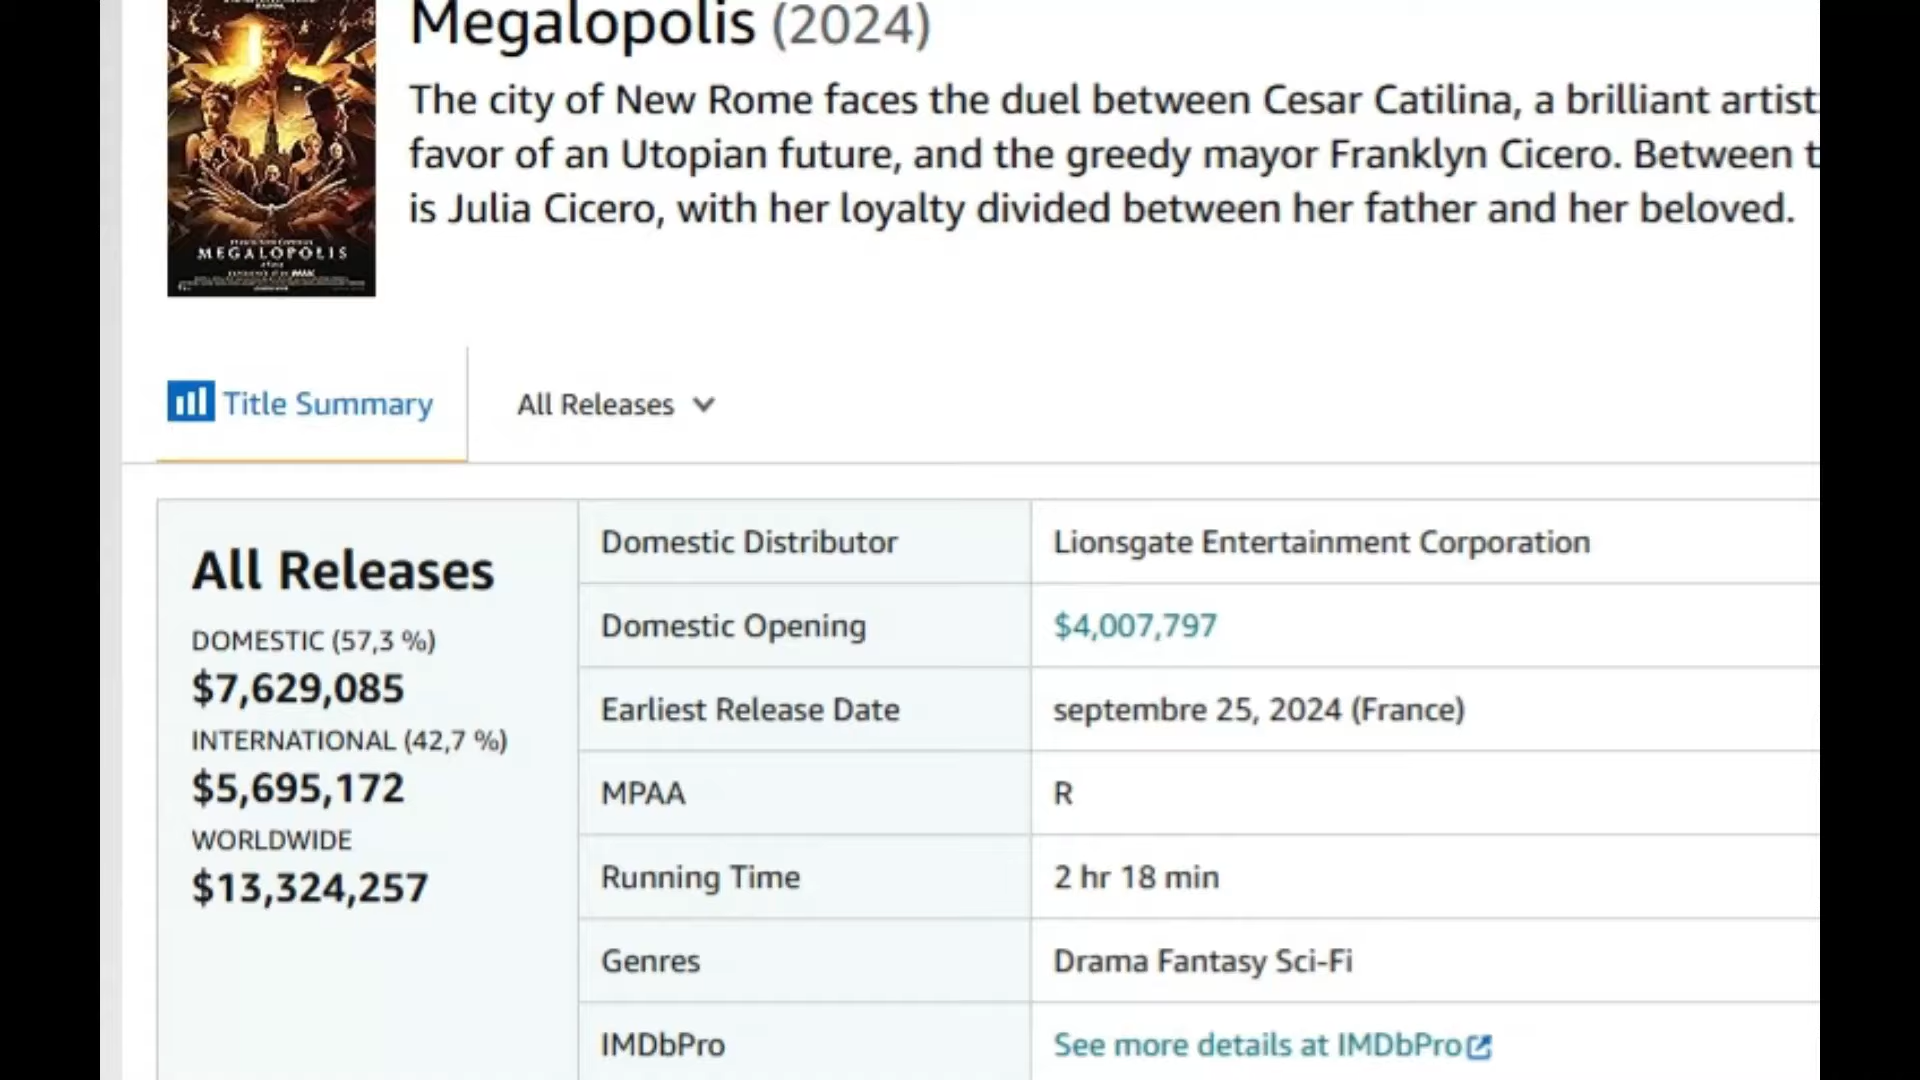 Megalopolis (2024)
The city of New Rome faces the duel between Cesar Catilina, a brilliant artist
favor of an Utopian future, and the greedy mayor Franklyn Cicero. Between
is Julia Cicero, with her loyalty divided between her father and her beloved.
MEGALOPOLIS
Title Summary
All Releases
All Releases
DOMESTIC (57,3 %)
$7,629,085
INTERNATIONAL (42,7 %)
$5,695,172
WORLDWIDE
$13,324,257
Domestic Distributor
Lionsgate Entertainment Corporation
Domestic Opening
$4,007,797
Earliest Release Date
septembre 25, 2024 (France)
MPAA
R
Running Time
2 hr 18 min
Genres
Drama Fantasy Sci-Fi
IMDbPro
See more details at IMDbPro